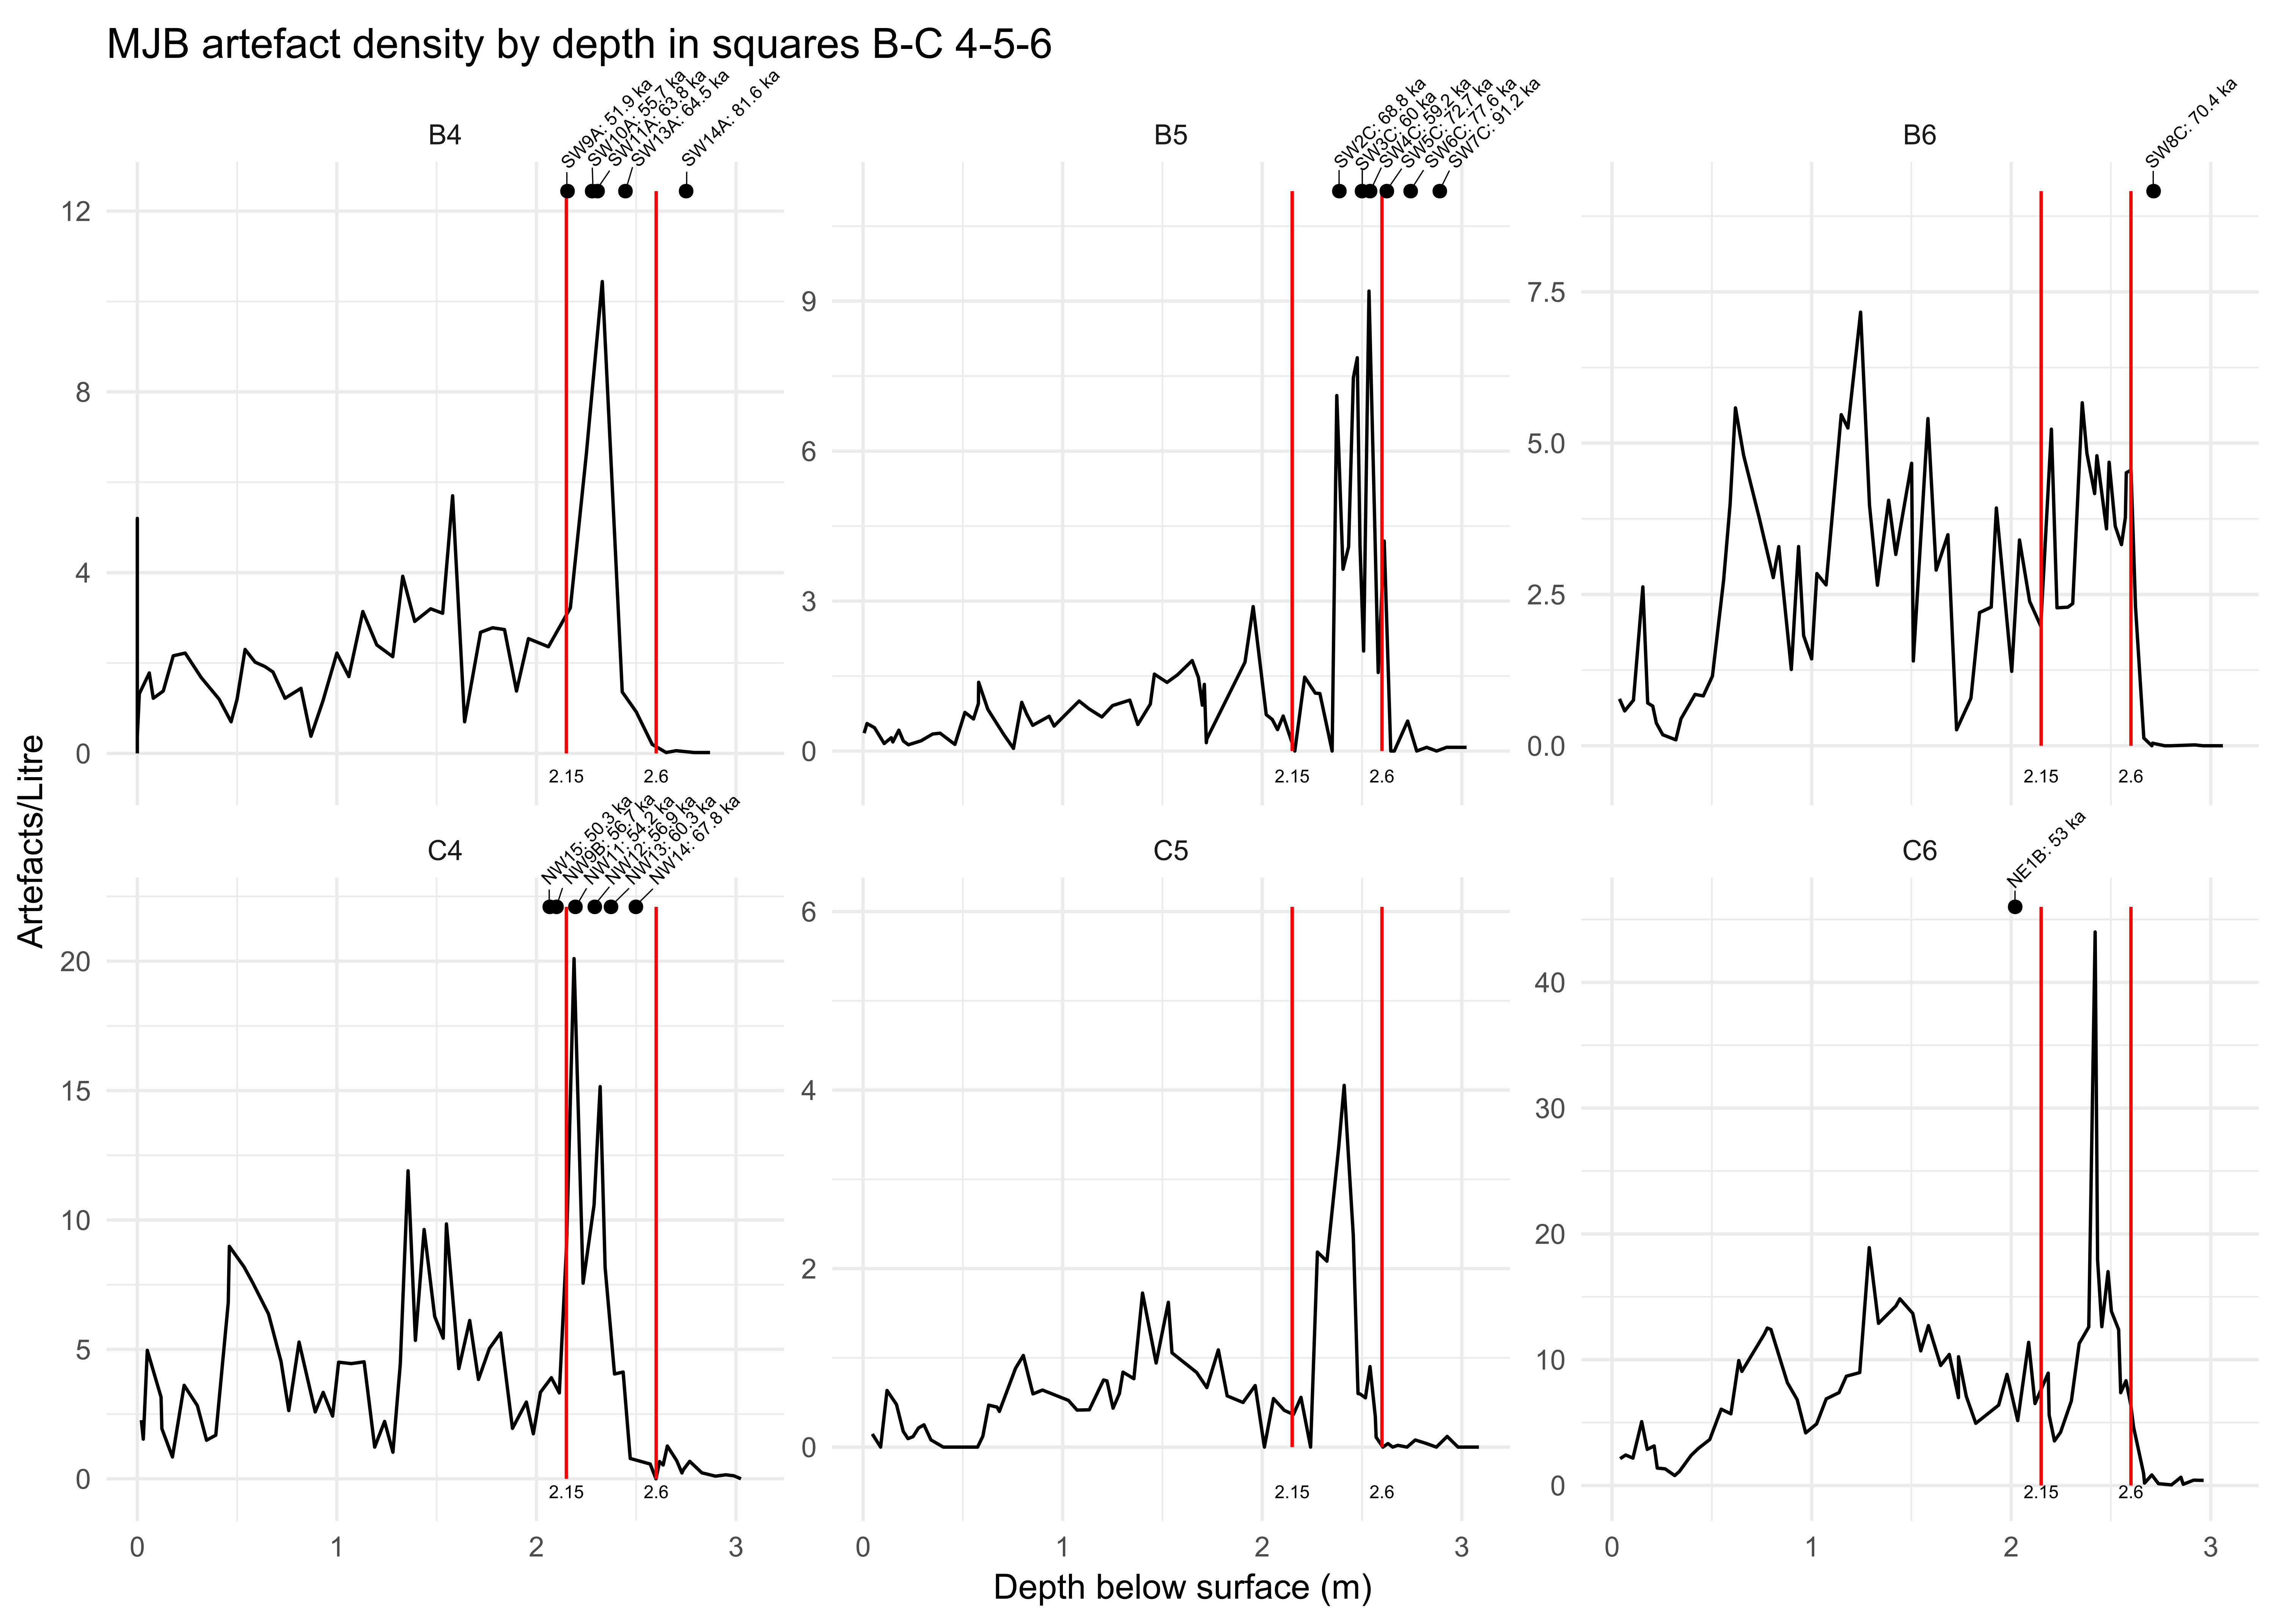 MJB artefact density by depth in squares B-C 4-5-6
B4
SW9A: 51.9 ka
SW10A: 55.7 ka
SW11A: 63.8 ka
SW13A: 64.5 ka
SW14A: 81.6 ka
12
8
4
0
2.15
2.6
B5
SW2C: 68.8 ka
SW3C: 60 ka
SW4C: 59.2 ka
SW5C: 72.7 ka
SW6C: 77.6 ka
SW7C: 91.2 ka
9
6
3
0
2.15
2.6
B6
SW8C: 70.4 ka
7.5
5.0
2.5
0.0
2.15
2.6
Artefacts/Litre
C4
NW15: 50.3 ka
NW9B: 56.7 ka
NW11: 54.2 ka
NW12: 56.9 ka
NW13: 60.3 ka
NW14: 67.8 ka
20
15
10
5
0
2.15
2.6
0 1 2 3
C5
6
4
2
0
2.15
2.6
0 1 2 3
C6
NE1B: 53 ka
40
30
20
10
0
2.15
2.6
0 1 2 3
Depth below surface (m)